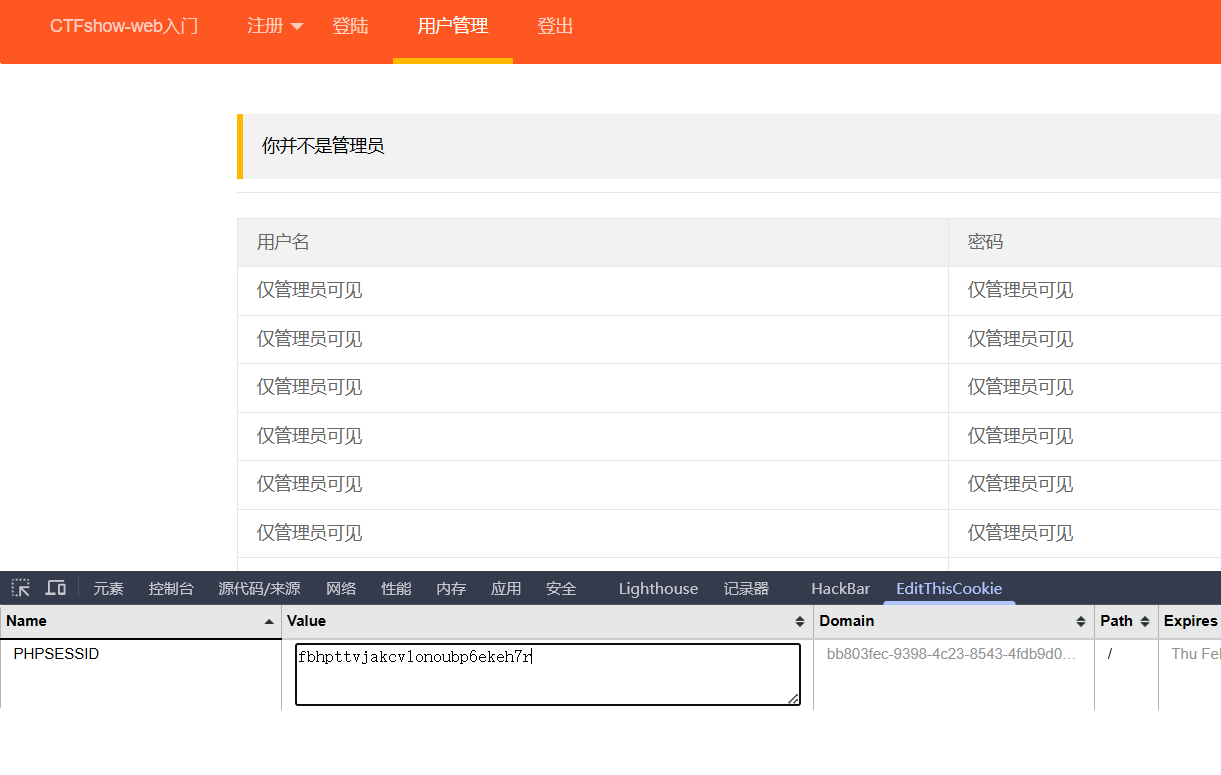 CTFshow-web入门 注册 登陆 用户管理 登出
你并不是管理员
用户名 密码
仅管理员可见 仅管理员可见
仅管理员可见 仅管理员可见
仅管理员可见 仅管理员可见
仅管理员可见 仅管理员可见
仅管理员可见 仅管理员可见
仅管理员可见 仅管理员可见
元素 控制台 源代码/来源 网络 性能 内存 应用 安全 Lighthouse 记录器 HackBar EditThisCookie
Name Value Domain Path Expires
PHPSESSID fbhpttvjakcvlonoubp6ekeh7r bb803fec-9398-4c23-8543-4fdb9d0... / Thu Fel